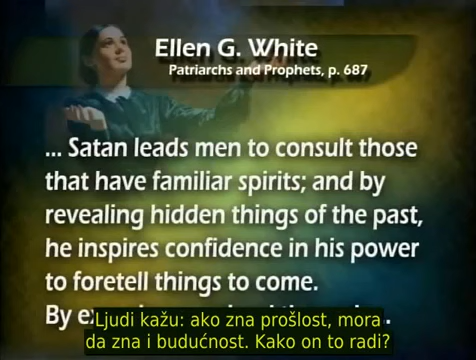 Ellen G. White
Patriarchs and Prophets, p. 687
... Satan leads men to consult those
that have familiar spirits; and by
revealing hidden things of the past,
he inspires confidence in his power
to foretell things to come.
By
Ljudi kažu: ako zna prošlost, mora
da zna i budućnost. Kako on to radi?